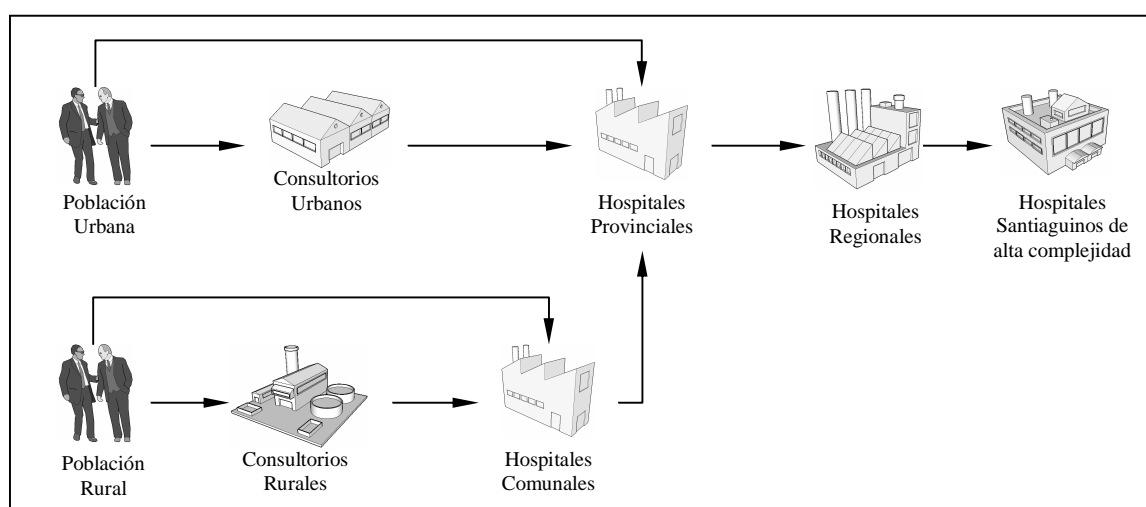 Población
Urbana
Consultorios
Urbanos
Hospitales
Provinciales
Hospitales
Regionales
Hospitales
Santiaguinos de
alta complejidad
Población
Rural
Consultorios
Rurales
Hospitales
Comunales